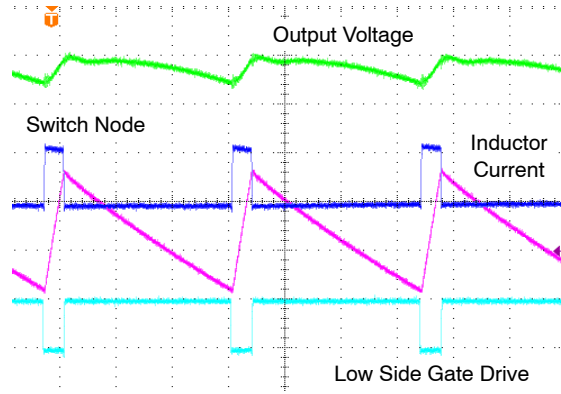 T
Output Voltage
Switch Node
Inductor
Current
Low Side Gate Drive